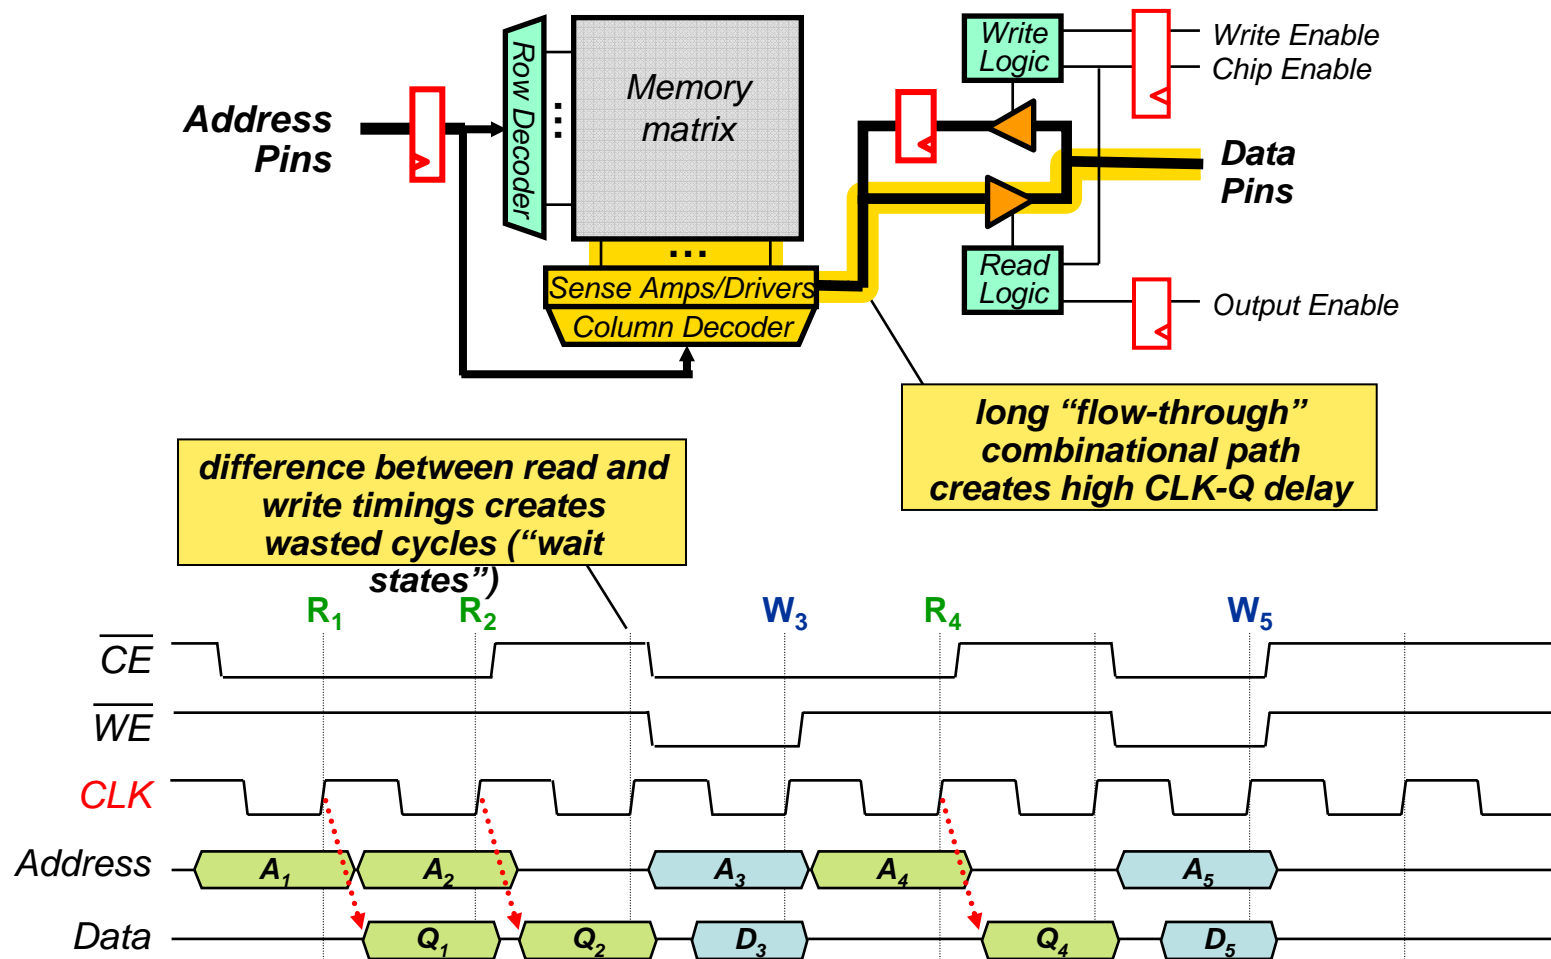 Address
Pins
Row Decoder
...
Memory
matrix
...
Sense Amps/Drivers
Column Decoder
Write
Logic
Write Enable
Chip Enable
Data
Pins
Read
Logic
Output Enable
long “flow-through”
combinational path
creates high CLK-Q delay
difference between read and
write timings creates
wasted cycles (“wait
states”)
R₁ R₂ W₃ R₄ W₅
C̅E̅
W̅E̅
CLK
Address A₁ A₂ A₃ A₄ A₅
Data Q₁ Q₂ D₃ Q₄ D₅